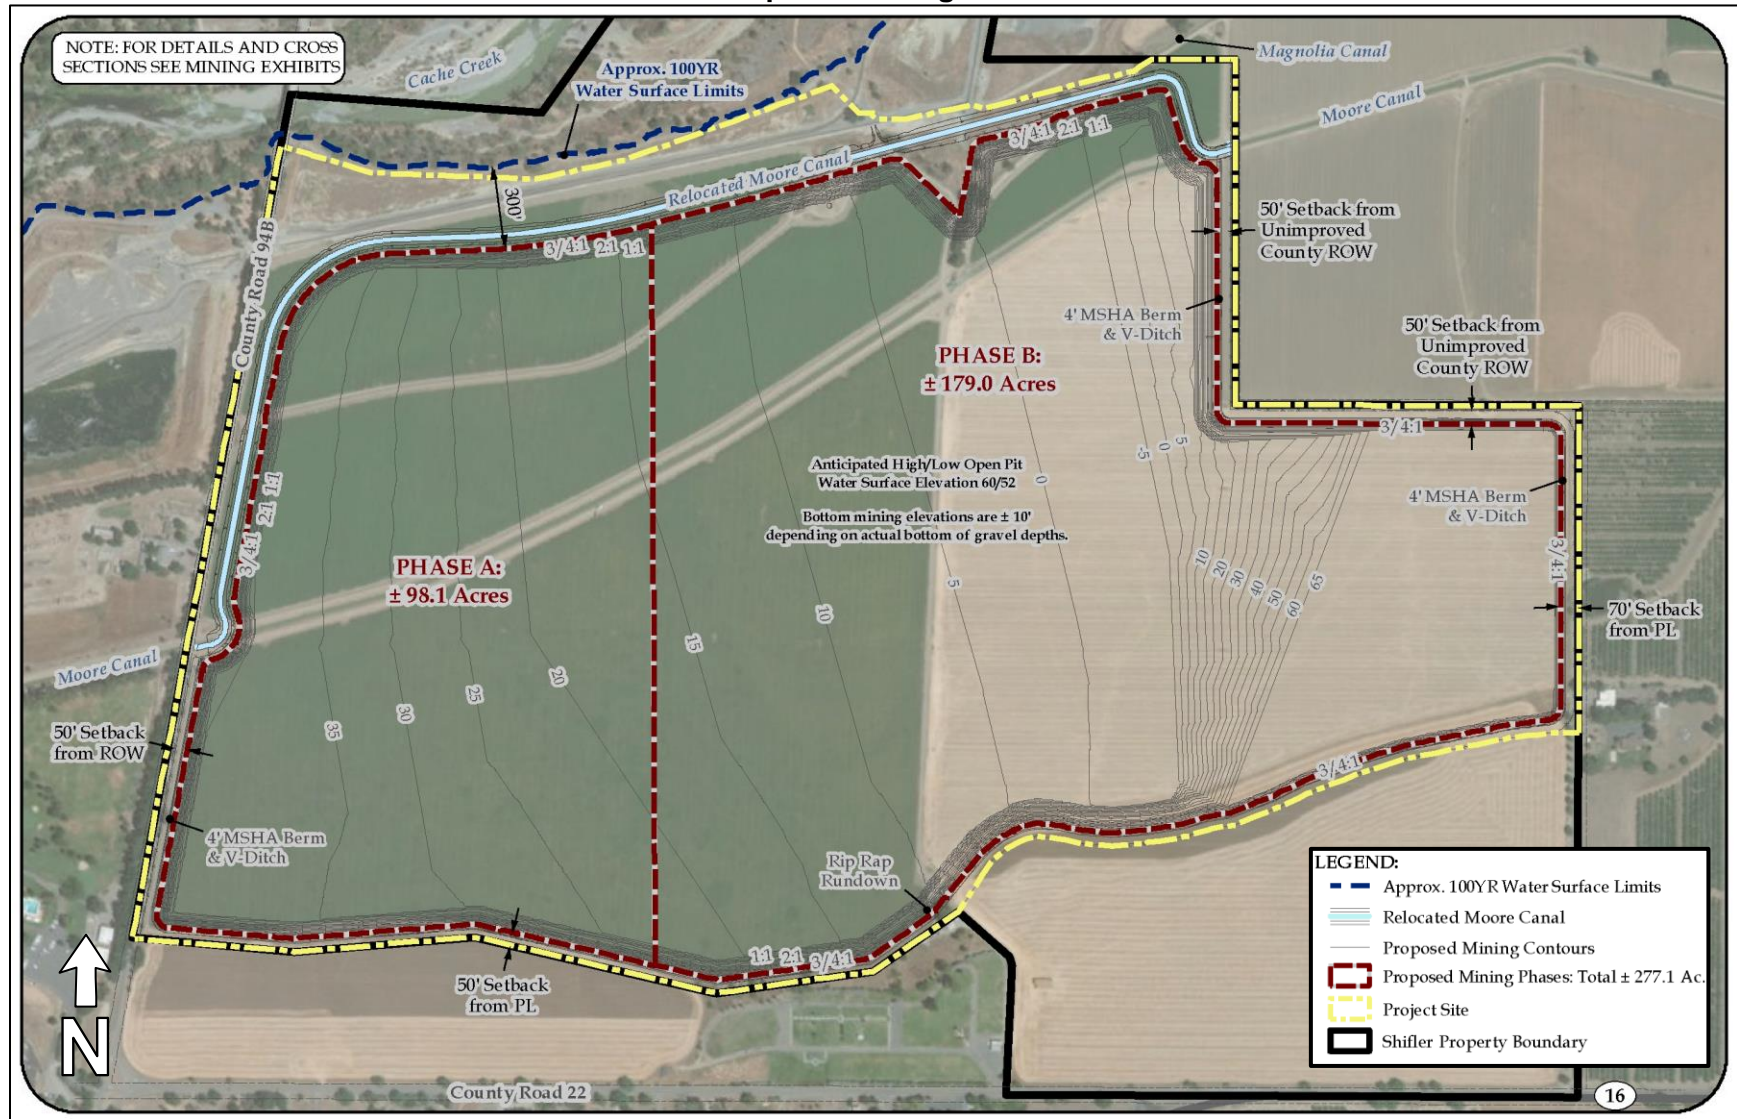 NOTE: FOR DETAILS AND CROSS
SECTIONS SEE MINING EXHIBITS
Cache Creek
Approx. 100YR
Water Surface Limits
Magnolia Canal
Moore Canal
Relocated Moore Canal
300'
County Road 94B
3/4:1 2:1 1:1
3/4:1 2:1 1:1
50' Setback from
Unimproved
County ROW
4' MSHA Berm
& V-Ditch
50' Setback from
Unimproved
County ROW
PHASE B:
± 179.0 Acres
3/4:1
-5
0
5
Anticipated High/Low Open Pit
Water Surface Elevation 60/52
0
Bottom mining elevations are ± 10'
depending on actual bottom of gravel depths.
4' MSHA Berm
& V-Ditch
3/4:1 2:1 1:1
3/4:1
PHASE A:
± 98.1 Acres
10
20
30
40
50
60
65
5
10
15
20
25
30
35
70' Setback
from PL
Moore Canal
50' Setback
from ROW
3/4:1
4' MSHA Berm
& V-Ditch
Rip Rap
Rundown
1:1 2:1 3/4:1
50' Setback
from PL
N
County Road 22
16
LEGEND:
Approx. 100YR Water Surface Limits
Relocated Moore Canal
Proposed Mining Contours
Proposed Mining Phases: Total ± 277.1 Ac.
Project Site
Shifler Property Boundary